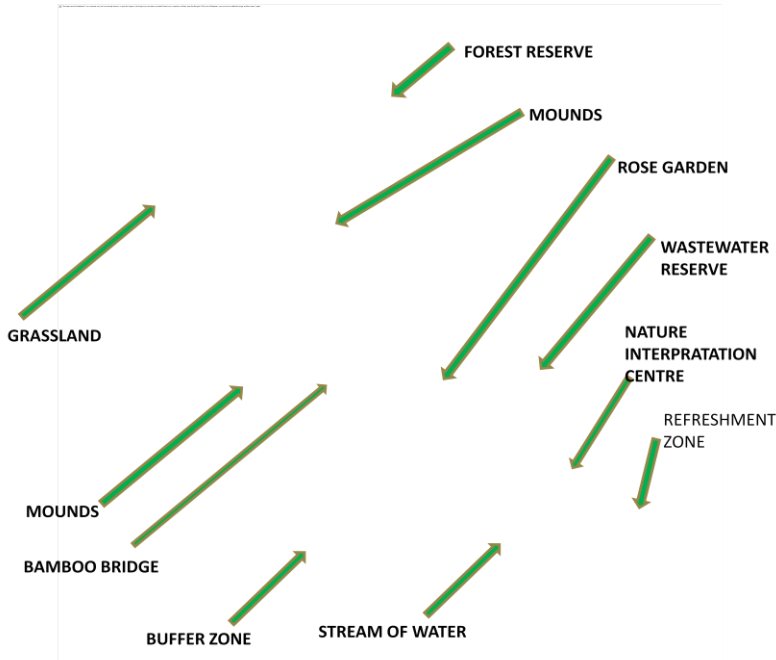 FOREST RESERVE
MOUNDS
ROSE GARDEN
WASTEWATER
RESERVE
GRASSLAND
NATURE
INTERPRATATION
CENTRE
REFRESHMENT
ZONE
MOUNDS
BAMBOO BRIDGE
BUFFER ZONE
STREAM OF WATER